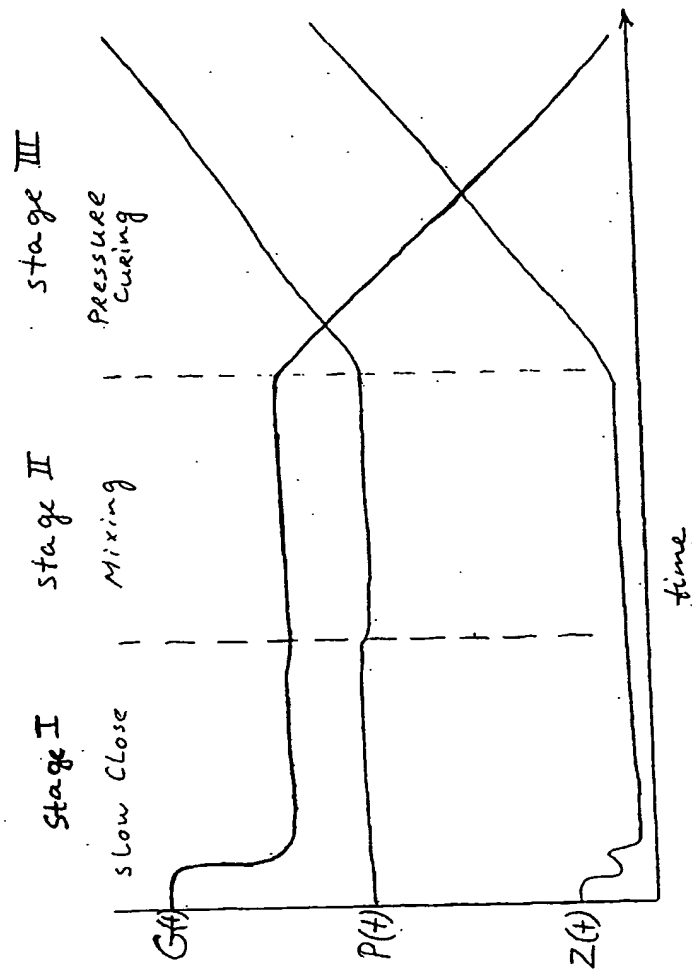 stage I
slow close
stage II
Mixing
stage III
Pressure
Curing
G(t)
P(t)
Z(t)
time